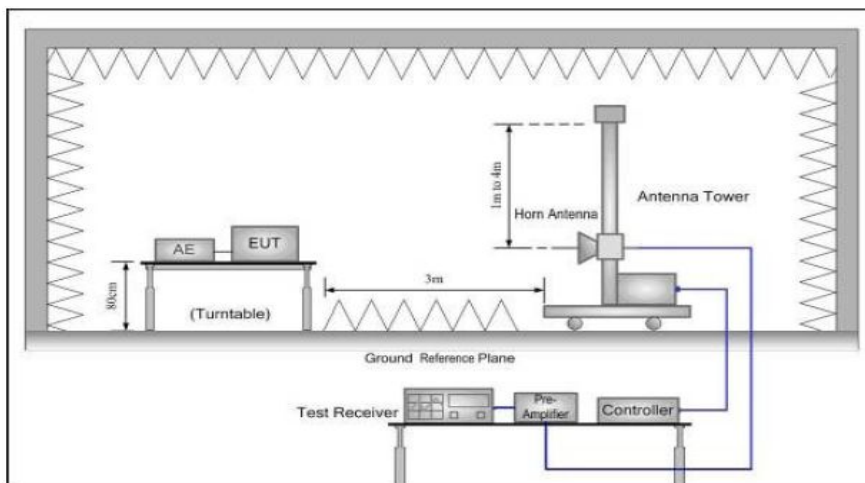 1m to 4m
Horn Antenna
Antenna Tower
AE
EUT
80cm
(Turntable)
3m
Ground Reference Plane
Test Receiver
Pre-
Amplifier
Controller